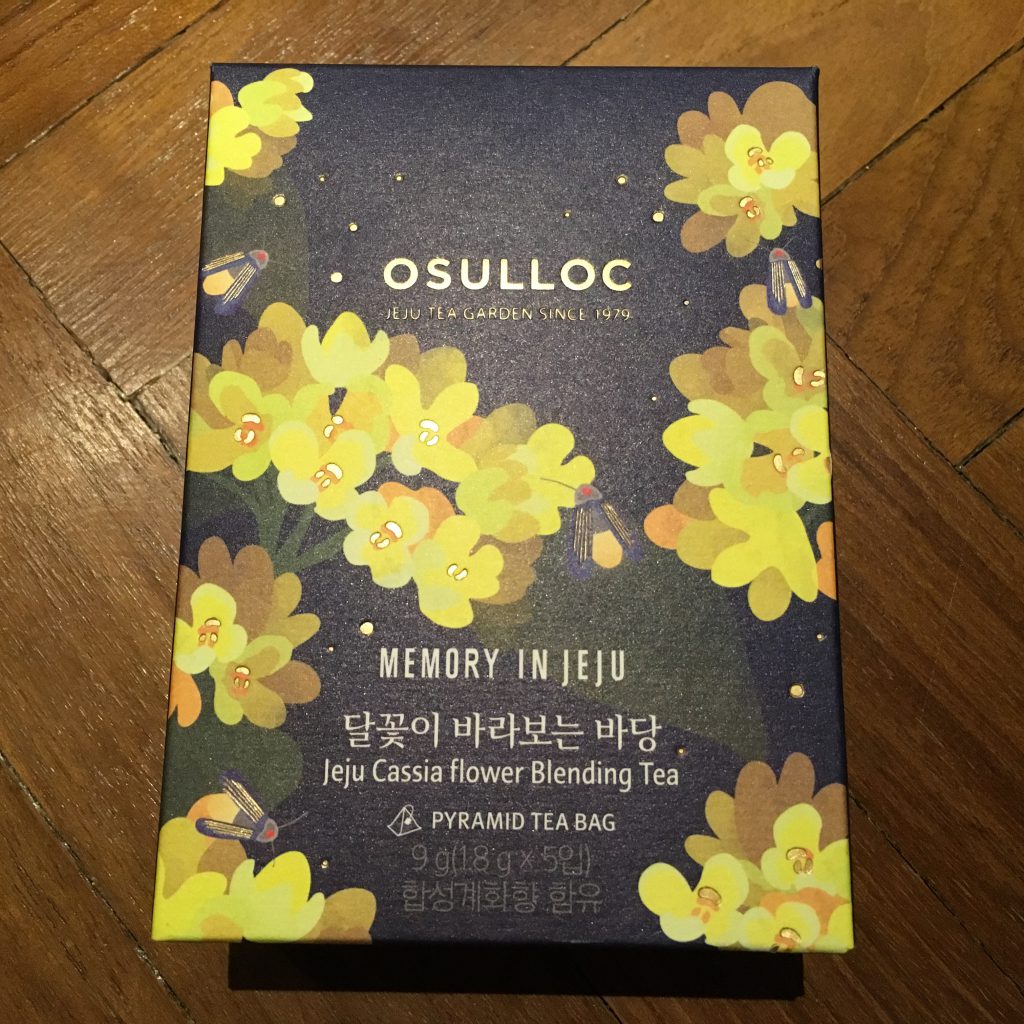 OSULLOC
JEJU TEA GARDEN SINCE 1979
MEMORY IN JEJU
달꽃이 바라보는 바당
Jeju Cassia flower Blending Tea
PYRAMID TEA BAG
9 g(1.8 g x 5입)
합성계화향 함유